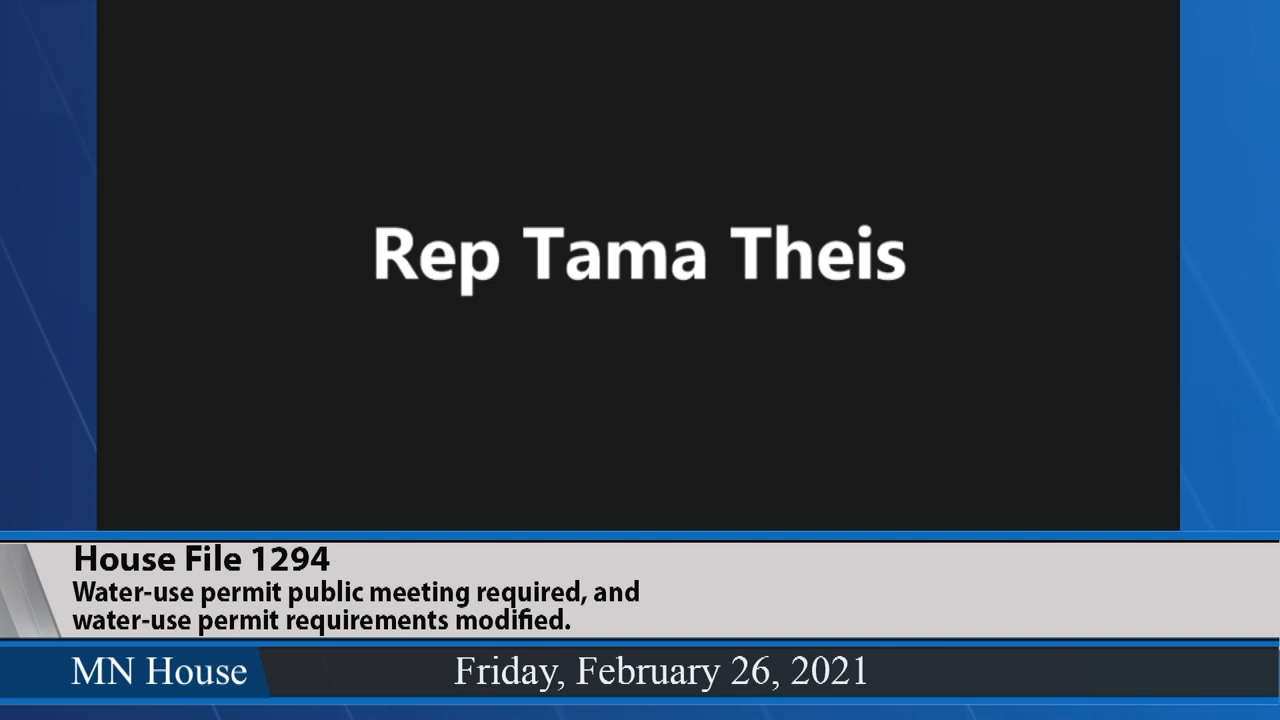 Rep Tama Theis
House File 1294
Water-use permit public meeting required, and
water-use permit requirements modified.
MN House
Friday, February 26, 2021